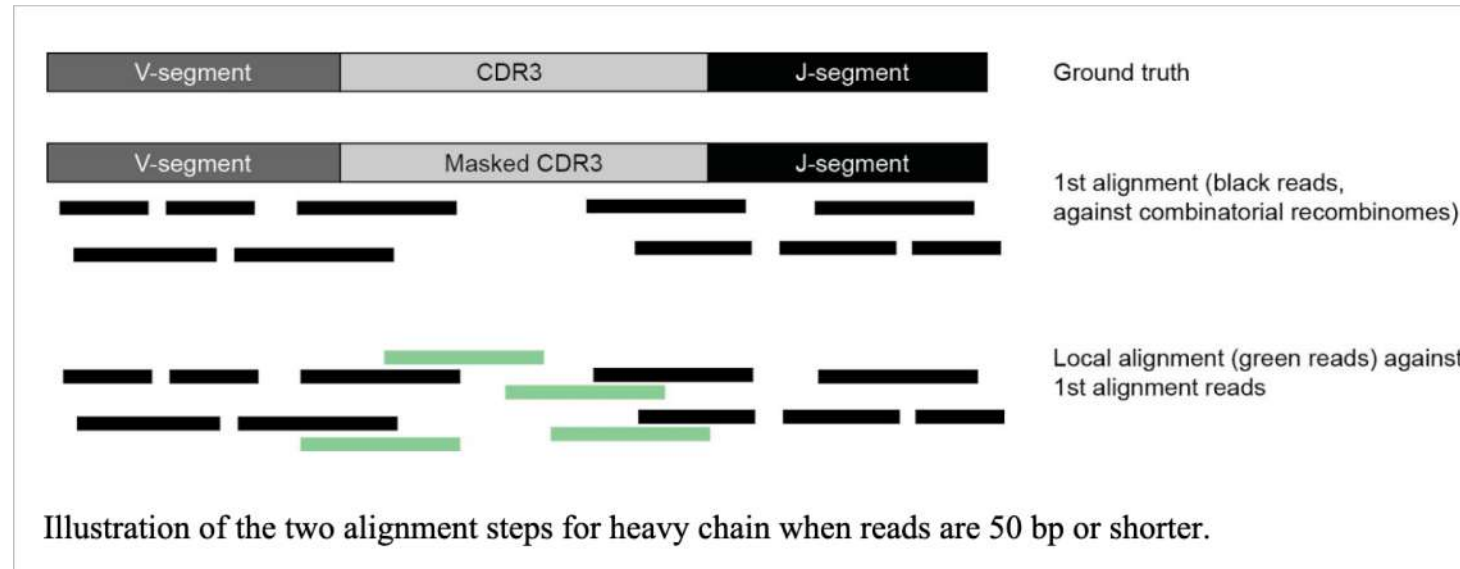 V-segment CDR3 J-segment Ground truth
V-segment Masked CDR3 J-segment
1st alignment (black reads,
against combinatorial recombinomes)
Local alignment (green reads) against
1st alignment reads
Illustration of the two alignment steps for heavy chain when reads are 50 bp or shorter.